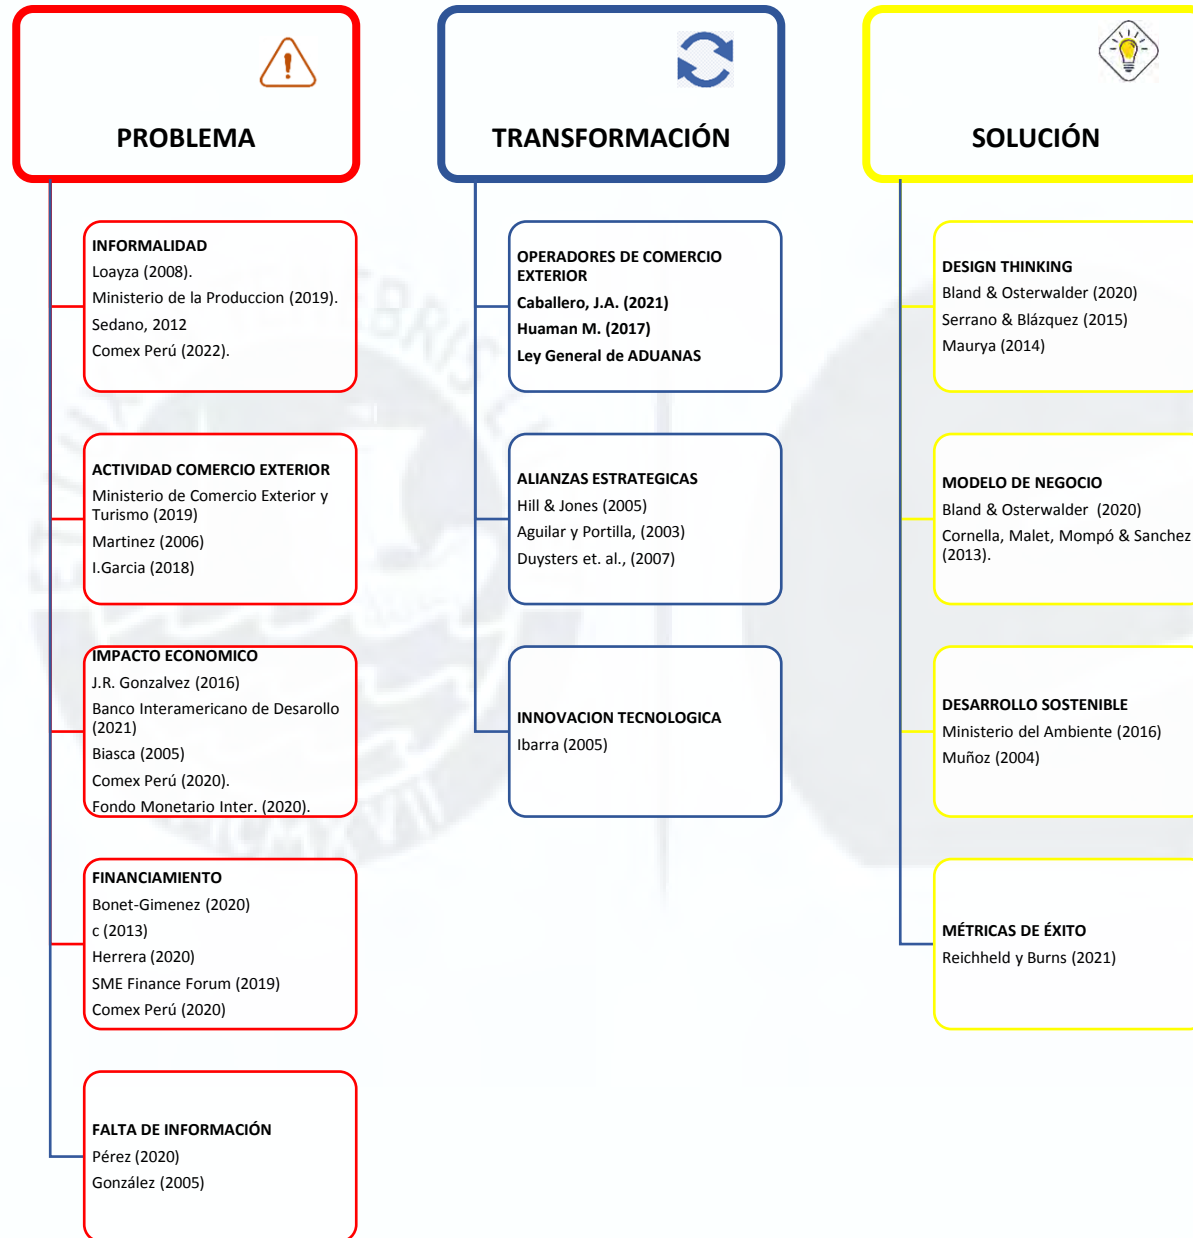 PROBLEMA
INFORMALIDAD
Loayza (2008).
Ministerio de la Produccion (2019).
Sedano, 2012
Comex Perú (2022).
ACTIVIDAD COMERCIO EXTERIOR
Ministerio de Comercio Exterior y
Turismo (2019)
Martinez (2006)
I.Garcia (2018)
IMPACTO ECONOMICO
J.R. Gonzalvez (2016)
Banco Interamericano de Desarollo
(2021)
Biasca (2005)
Comex Perú (2020).
Fondo Monetario Inter. (2020).
FINANCIAMIENTO
Bonet-Gimenez (2020)
c (2013)
Herrera (2020)
SME Finance Forum (2019)
Comex Perú (2020)
FALTA DE INFORMACIÓN
Pérez (2020)
González (2005)
TRANSFORMACIÓN
OPERADORES DE COMERCIO
EXTERIOR
Caballero, J.A. (2021)
Huaman M. (2017)
Ley General de ADUANAS
ALIANZAS ESTRATEGICAS
Hill & Jones (2005)
Aguilar y Portilla, (2003)
Duysters et. al., (2007)
INNOVACION TECNOLOGICA
Ibarra (2005)
SOLUCIÓN
DESIGN THINKING
Bland & Osterwalder (2020)
Serrano & Blázquez (2015)
Maurya (2014)
MODELO DE NEGOCIO
Bland & Osterwalder (2020)
Cornella, Malet, Mompó & Sanchez
(2013).
DESARROLLO SOSTENIBLE
Ministerio del Ambiente (2016)
Muñoz (2004)
MÉTRICAS DE ÉXITO
Reichheld y Burns (2021)